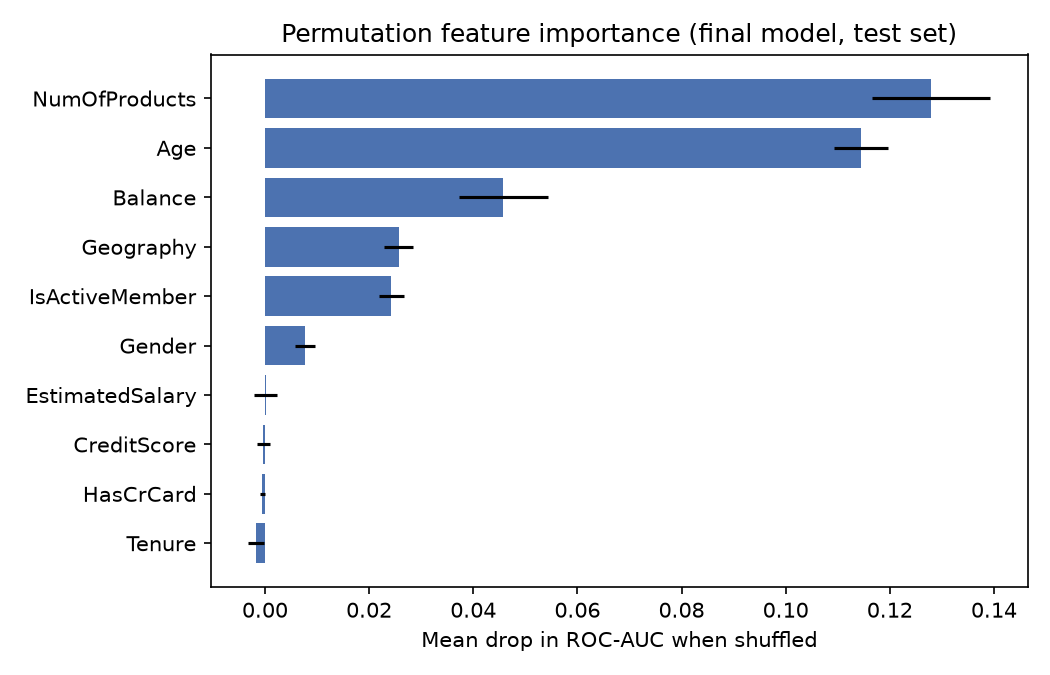 Permutation feature importance (final model, test set)
NumOfProducts
Age
Balance
Geography
IsActiveMember
Gender
EstimatedSalary
CreditScore
HasCrCard
Tenure
0.00 0.02 0.04 0.06 0.08 0.10 0.12 0.14
Mean drop in ROC-AUC when shuffled